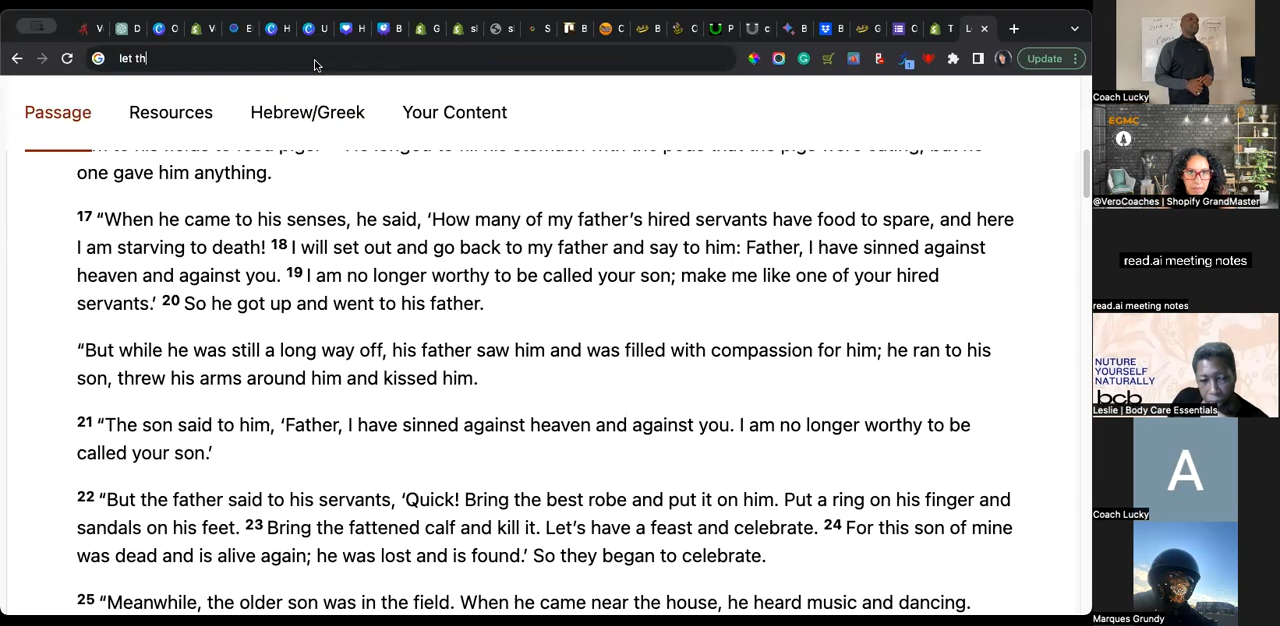 V D O V E H U H B G sl s S B C B C P c B B G C T L
let th
Update
Passage Resources Hebrew/Greek Your Content
one gave him anything.
17 “When he came to his senses, he said, ‘How many of my father’s hired servants have food to spare, and here
I am starving to death! 18 I will set out and go back to my father and say to him: Father, I have sinned against
heaven and against you. 19 I am no longer worthy to be called your son; make me like one of your hired
servants.’ 20 So he got up and went to his father.
“But while he was still a long way off, his father saw him and was filled with compassion for him; he ran to his
son, threw his arms around him and kissed him.
21 “The son said to him, ‘Father, I have sinned against heaven and against you. I am no longer worthy to be
called your son.’
22 “But the father said to his servants, ‘Quick! Bring the best robe and put it on him. Put a ring on his finger and
sandals on his feet. 23 Bring the fattened calf and kill it. Let’s have a feast and celebrate. 24 For this son of mine
was dead and is alive again; he was lost and is found.’ So they began to celebrate.
25 “Meanwhile, the older son was in the field. When he came near the house, he heard music and dancing.
Coach Lucky
EGMC
@VeroCoaches | Shopify GrandMaster
read.ai meeting notes
read.ai meeting notes
NUTURE
YOURSELF
NATURALLY
bcb
Leslie | Body Care Essentials
A
Coach Lucky
Marques Grundy